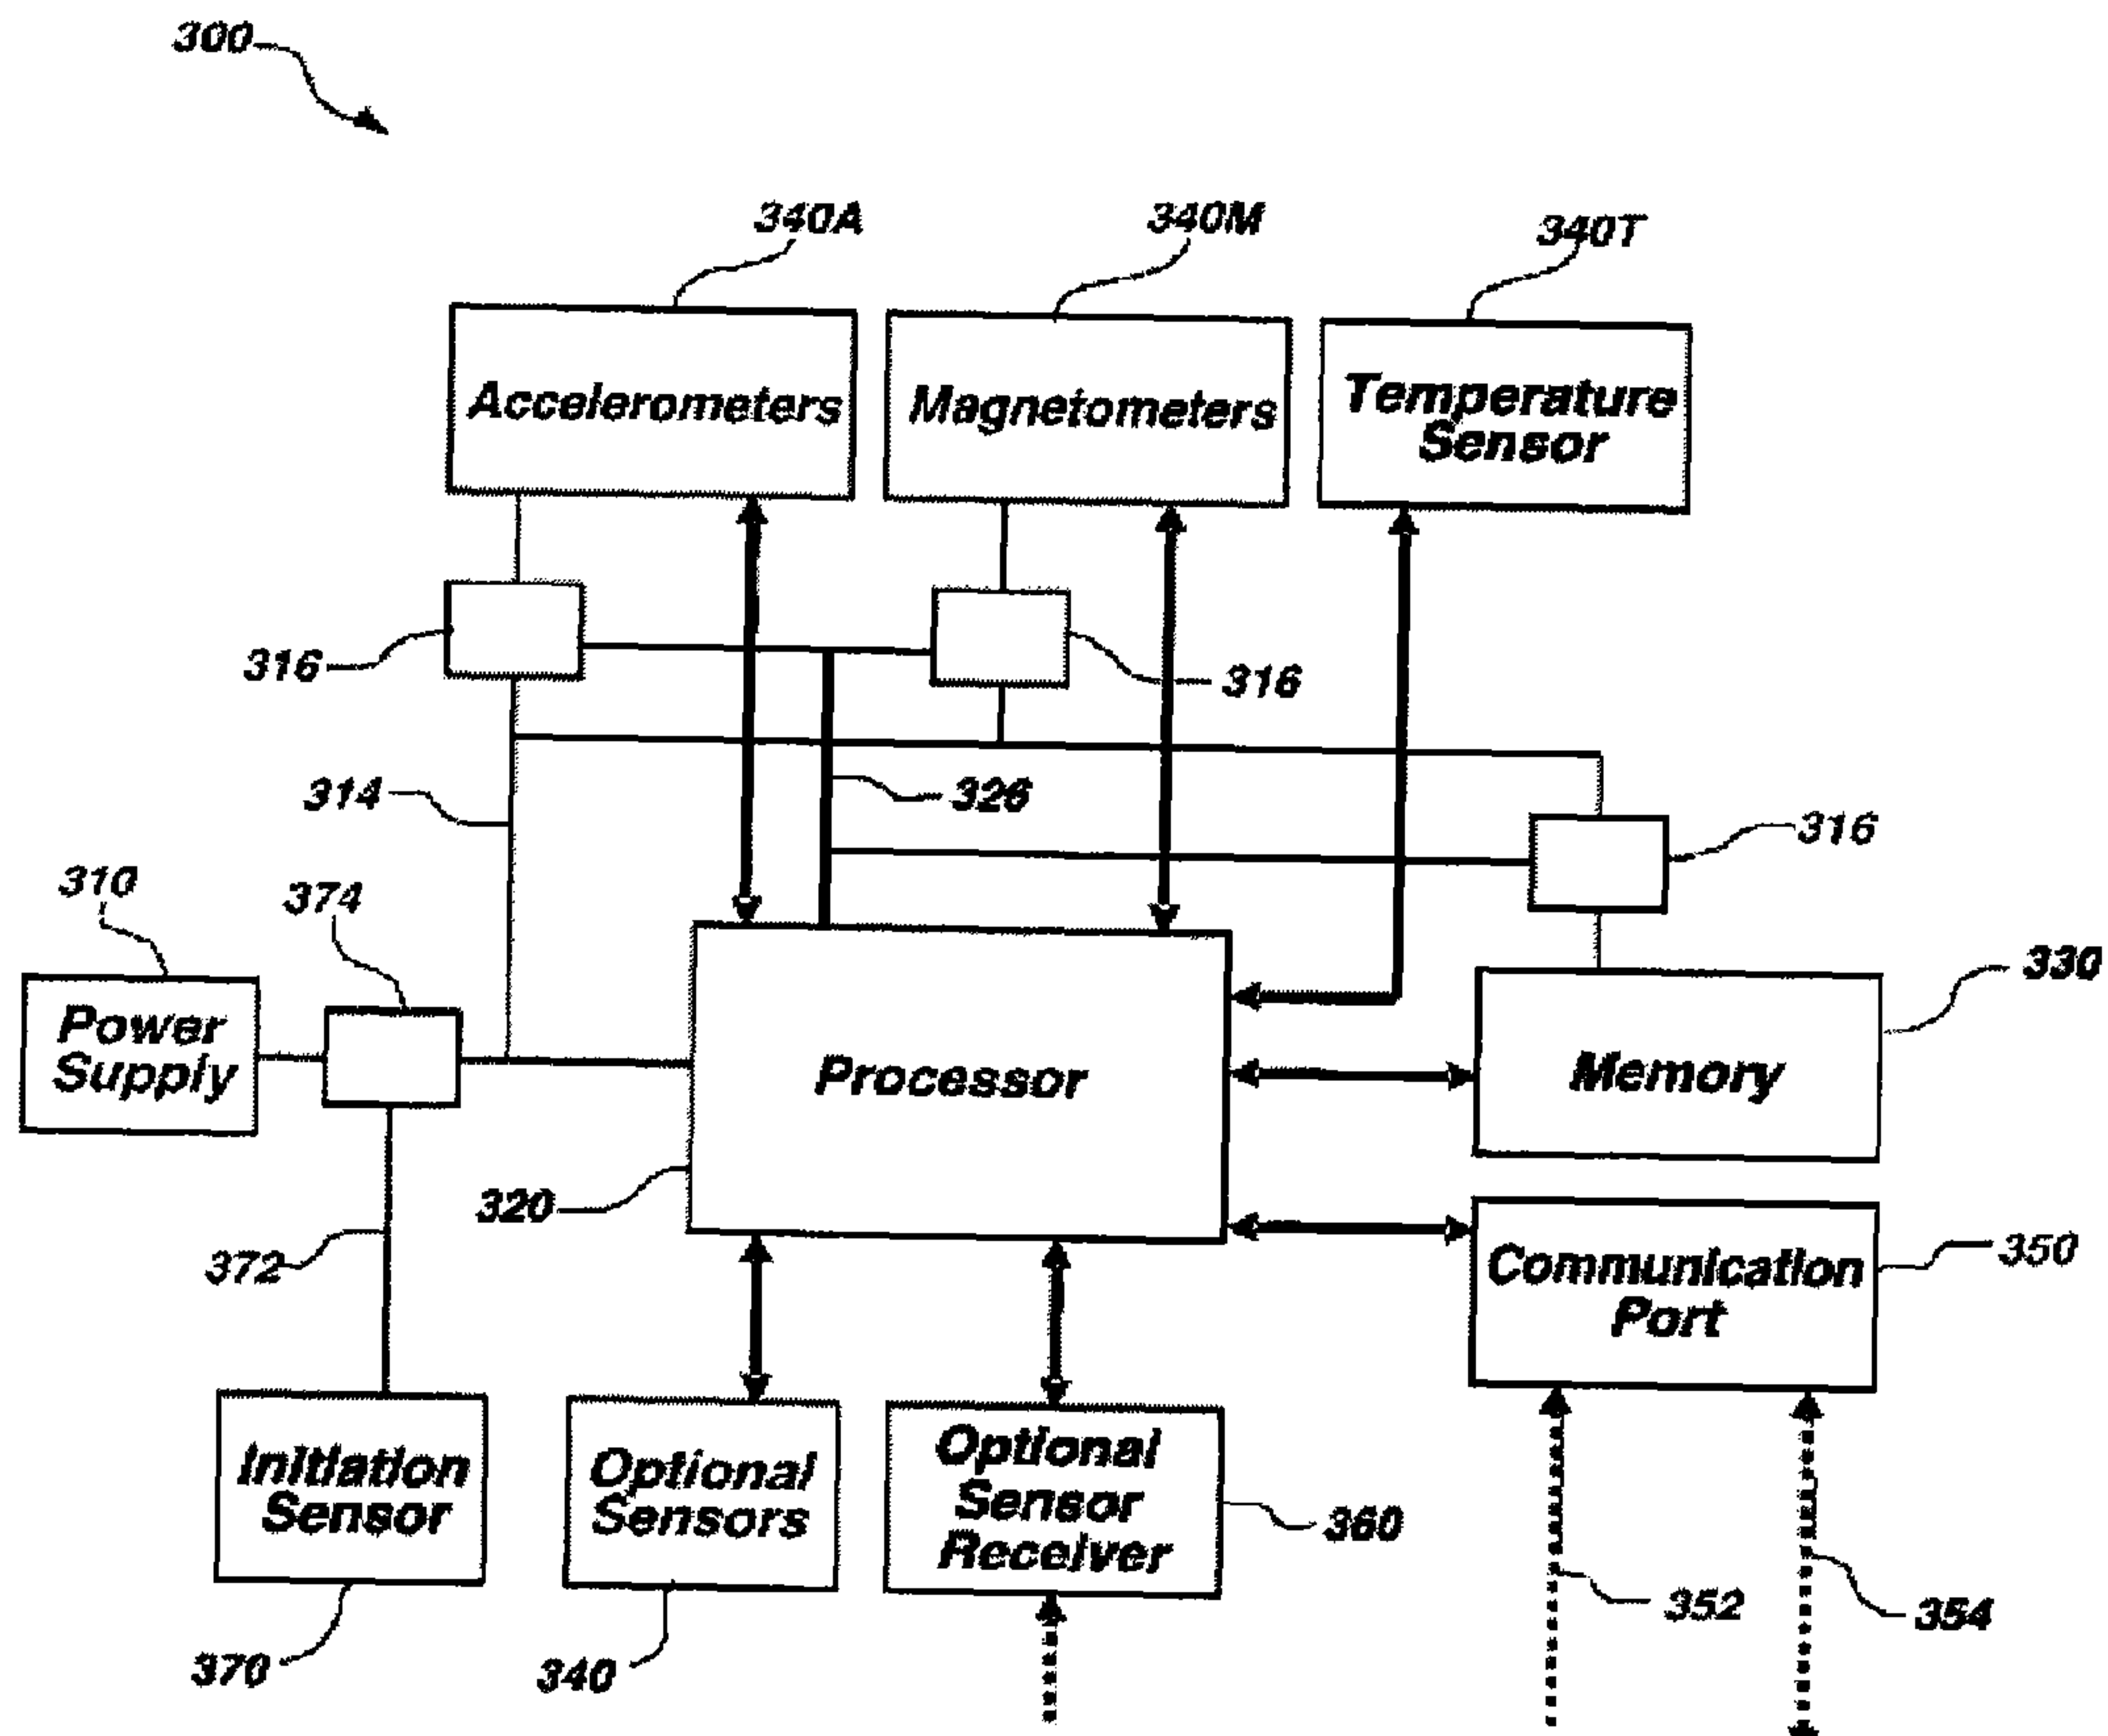 300
340A
340M
340T
Accelerometers
Magnetometers
Temperature
Sensor
316
316
314
326
316
310
374
330
Power
Supply
Processor
Memory
320
372
350
Communication
Port
Initiation
Sensor
Optional
Sensors
Optional
Sensor
Receiver
360
352
354
370
340